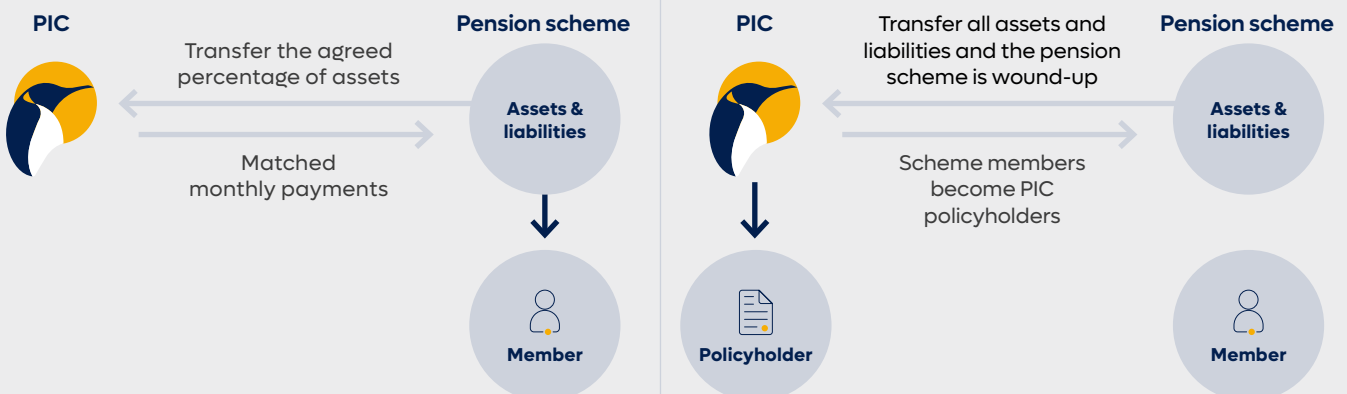 PIC
Pension scheme
Transfer the agreed
percentage of assets
Assets &
liabilities
Matched
monthly payments
Member
PIC
Pension scheme
Transfer all assets and
liabilities and the pension
scheme is wound-up
Assets &
liabilities
Scheme members
become PIC
policyholders
Policyholder
Member